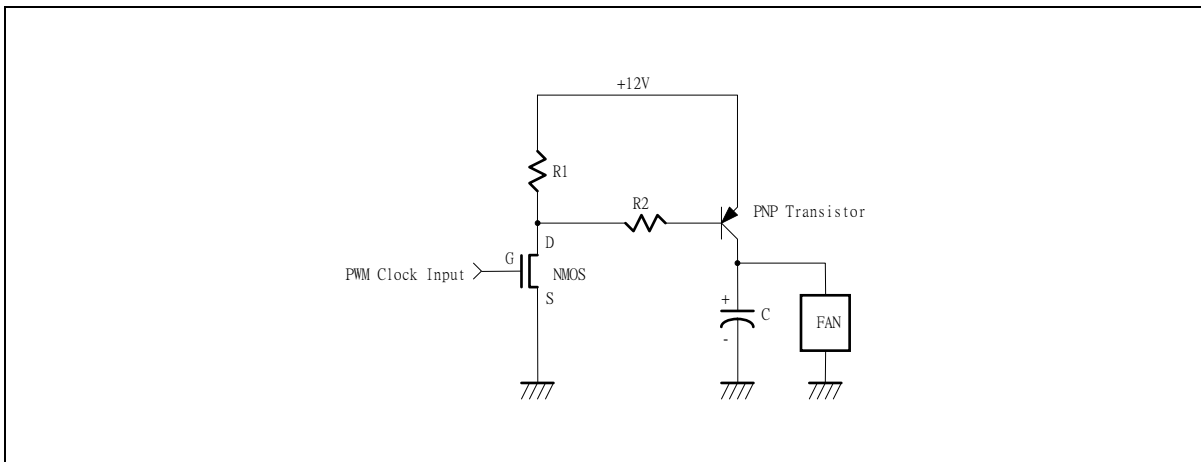 +12V
R1
R2
PNP Transistor
D
G
PWM Clock Input
NMOS
S
+
C
-
FAN